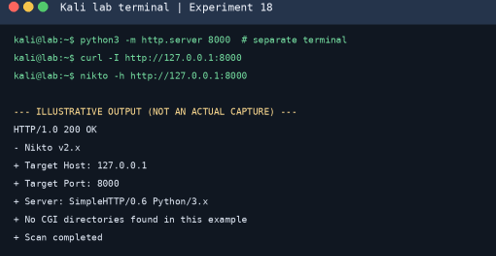 Kali lab terminal | Experiment 18
kali@lab:~$ python3 -m http.server 8000  # separate terminal
kali@lab:~$ curl -I http://127.0.0.1:8000
kali@lab:~$ nikto -h http://127.0.0.1:8000
--- ILLUSTRATIVE OUTPUT (NOT AN ACTUAL CAPTURE) ---
HTTP/1.0 200 OK
- Nikto v2.x
+ Target Host: 127.0.0.1
+ Target Port: 8000
+ Server: SimpleHTTP/0.6 Python/3.x
+ No CGI directories found in this example
+ Scan completed